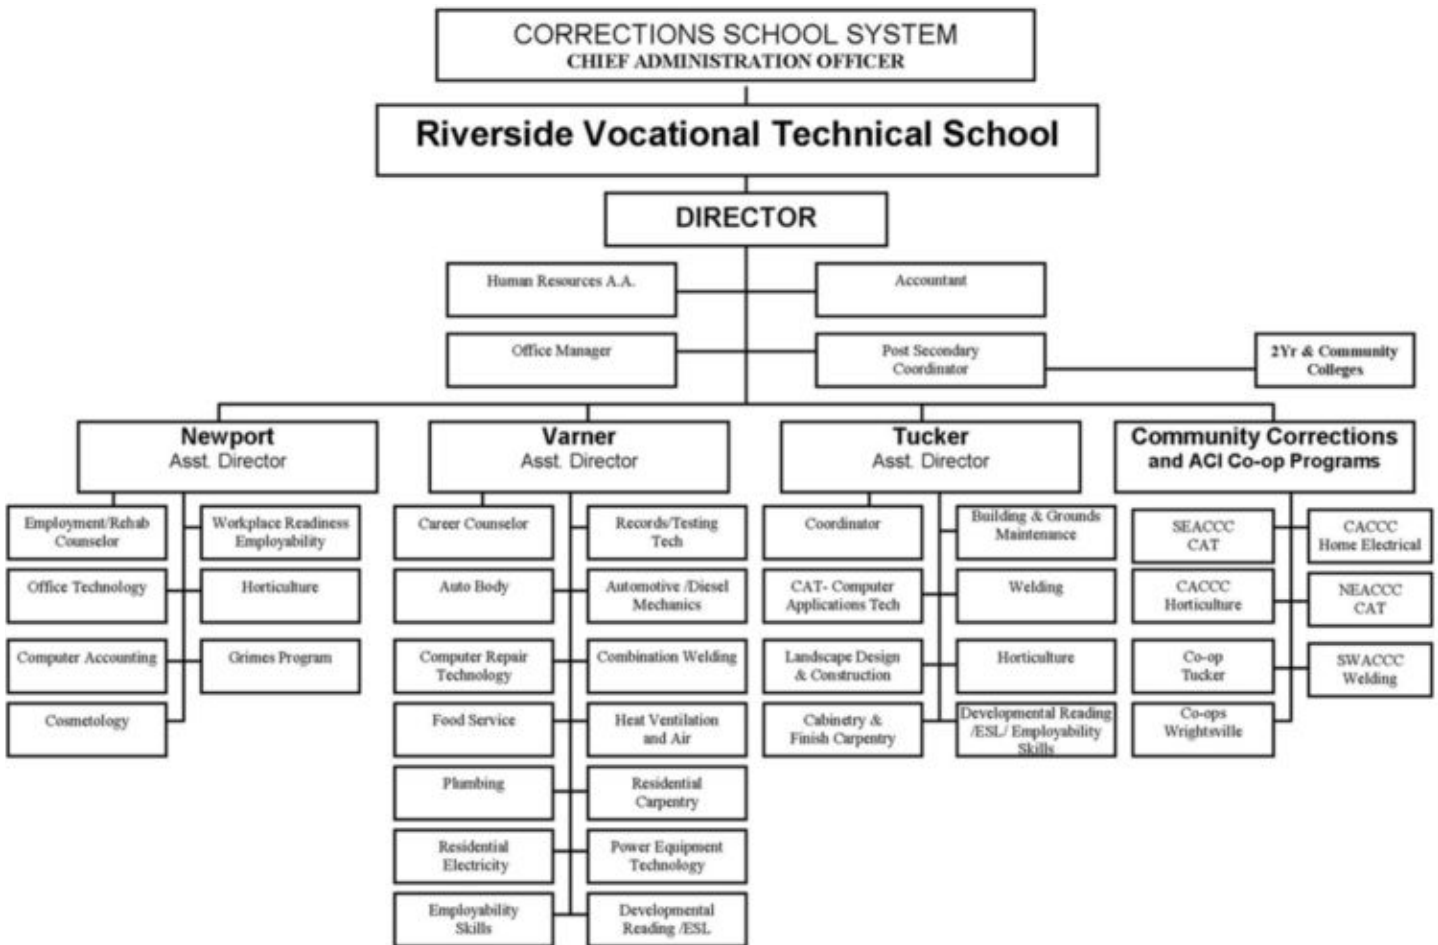 CORRECTIONS SCHOOL SYSTEM
CHIEF ADMINISTRATION OFFICER
Riverside Vocational Technical School
DIRECTOR
Human Resources A.A.
Accountant
Office Manager
Post Secondary
Coordinator
2Yr & Community
Colleges
Newport
Asst. Director
Varner
Asst. Director
Tucker
Asst. Director
Community Corrections
and ACI Co-op Programs
Employment/Rehab
Counselor
Workplace Readiness
Employability
Office Technology
Horticulture
Computer Accounting
Grimes Program
Cosmetology
Career Counselor
Records/Testing
Tech
Auto Body
Automotive /Diesel
Mechanics
Computer Repair
Technology
Combination Welding
Food Service
Heat Ventilation
and Air
Plumbing
Residential
Carpentry
Residential
Electricity
Power Equipment
Technology
Employability
Skills
Developmental
Reading /ESL
Coordinator
Building & Grounds
Maintenance
CAT- Computer
Applications Tech
Welding
Landscape Design
& Construction
Horticulture
Cabinetry &
Finish Carpentry
Developmental Reading
/ESL/ Employability
Skills
SEACCC
CAT
CACCC
Home Electrical
CACCC
Horticulture
NEACCC
CAT
Co-op
Tucker
SWACCC
Welding
Co-ops
Wrightsville